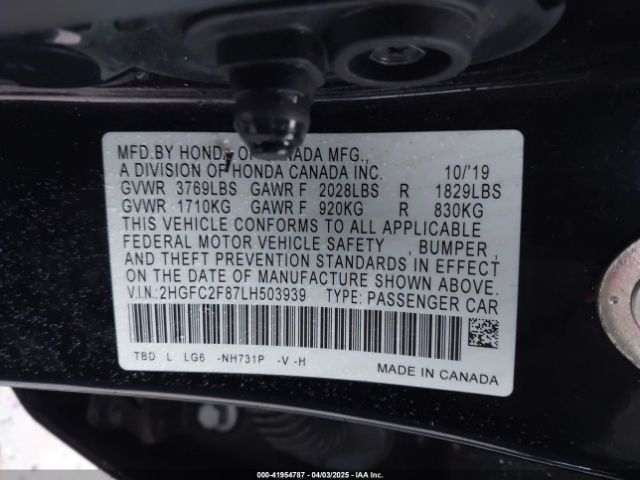 MFD.BY HONDA OF CANADA MFG.,
A DIVISION OF HONDA CANADA INC. 10/'19
GVWR 3769LBS GAWR F 2028LBS R 1829LBS
GVWR 1710KG GAWR F 920KG R 830KG
THIS VEHICLE CONFORMS TO ALL APPLICABLE
FEDERAL MOTOR VEHICLE SAFETY , BUMPER ,
AND THEFT PREVENTION STANDARDS IN EFFECT
ON THE DATE OF MANUFACTURE SHOWN ABOVE.
V.I.N.: 2HGFC2F87LH503939 TYPE: PASSENGER CAR
TBD L LG6 -NH731P -V -H
MADE IN CANADA
000-41954787 - 04/03/2025 - IAA Inc.